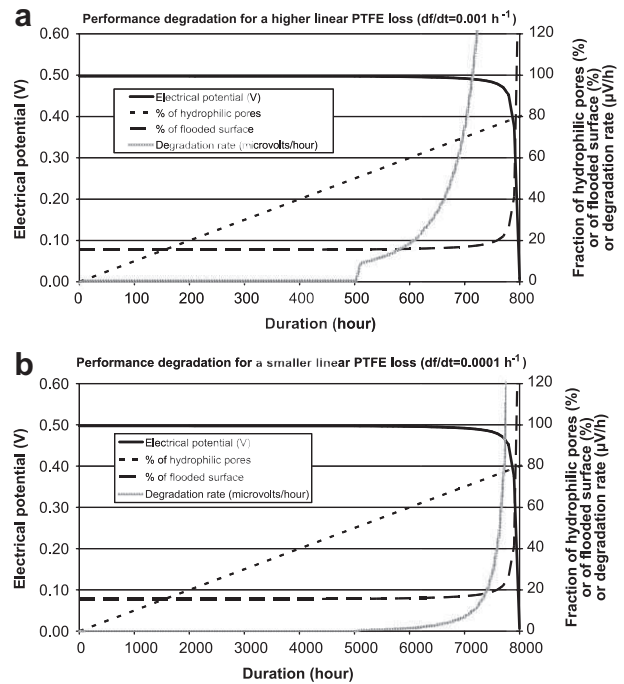 a
Performance degradation for a higher linear PTFE loss (df/dt=0.001 h⁻¹)
Electrical potential (V)
0.60
0.50
0.40
0.30
0.20
0.10
0.00
Electrical potential (V)
% of hydrophilic pores
% of flooded surface
Degradation rate (microvolts/hour)
120
100
80
60
40
20
0
Fraction of hydrophilic pores (%)
or of flooded surface (%)
or degradation rate (µV/h)
0 100 200 300 400 500 600 700 800
Duration (hour)
b
Performance degradation for a smaller linear PTFE loss (df/dt=0.0001 h⁻¹)
Electrical potential (V)
0.60
0.50
0.40
0.30
0.20
0.10
0.00
Electrical potential (V)
% of hydrophilic pores
% of flooded surface
Degradation rate (microvolts/hour)
120
100
80
60
40
20
0
Fraction of hydrophilic pores (%)
or of flooded surface (%)
or degradation rate (µV/h)
0 1000 2000 3000 4000 5000 6000 7000 8000
Duration (hour)